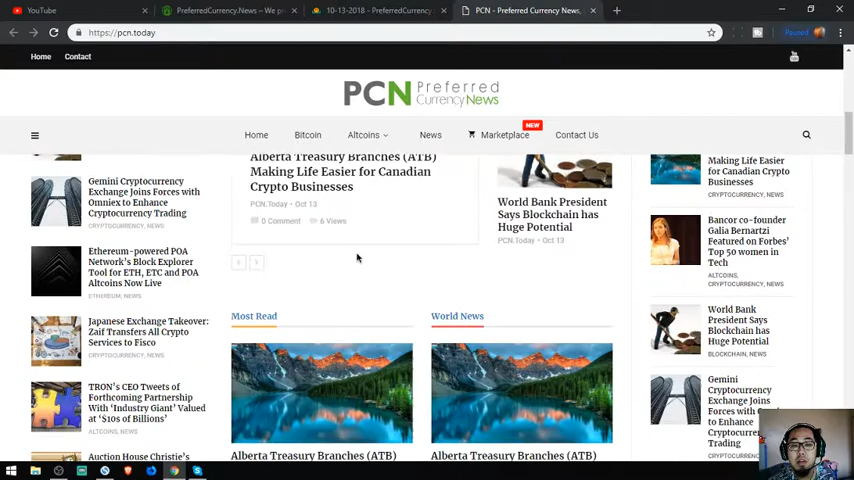 YouTube
PreferredCurrency.News – We pr
10-13-2018 - PreferredCurrency
PCN - Preferred Currency News,
https://pcn.today
Paused
Home
Contact
PCN Preferred
Currency News
Home
Bitcoin
Altcoins
News
Marketplace
NEW
Contact Us
Gemini Cryptocurrency
Exchange Joins Forces with
Omniex to Enhance
Cryptocurrency Trading
CRYPTOCURRENCY, NEWS
Ethereum-powered POA
Network's Block Explorer
Tool for ETH, ETC and POA
Altcoins Now Live
ETHEREUM, NEWS
Japanese Exchange Takeover:
Zaif Transfers All Crypto
Services to Fisco
CRYPTOCURRENCY, NEWS
TRON's CEO Tweets of
Forthcoming Partnership
With 'Industry Giant' Valued
at '$10s of Billions'
ALTCOINS, NEWS
Auction House Christie's
Alberta Treasury Branches (ATB)
Making Life Easier for Canadian
Crypto Businesses
PCN.Today - Oct 13
0 Comment
6 Views
World Bank President
Says Blockchain has
Huge Potential
PCN.Today - Oct 13
Most Read
Alberta Treasury Branches (ATB)
World News
Alberta Treasury Branches (ATB)
Making Life Easier
for Canadian
Crypto Businesses
CRYPTOCURRENCY, NEWS
Bancor co-founder
Galia Bernartzi
Featured on Forbes'
Top 50 women in
Tech
ALTCOINS,
CRYPTOCURRENCY, NEWS
World Bank
President Says
Blockchain has
Huge Potential
BLOCKCHAIN, NEWS
Gemini
Cryptocurrency
Exchange Joins
Forces with
Omniex to
Enhance
Cryptocurrency
Trading